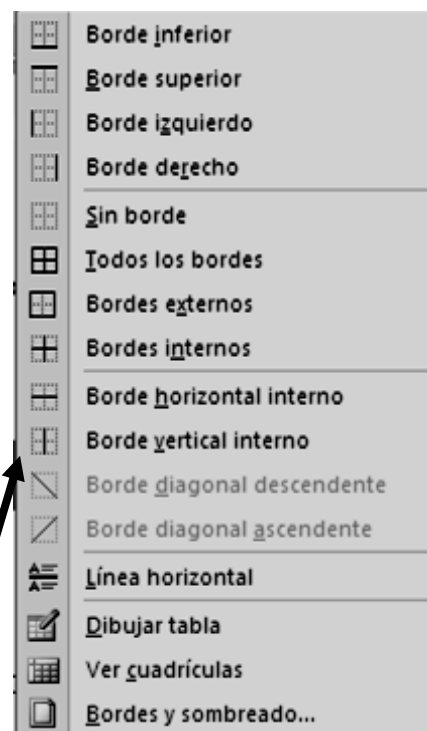 Borde inferior
Borde superior
Borde izquierdo
Borde derecho
Sin borde
Todos los bordes
Bordes externos
Bordes internos
Borde horizontal interno
Borde vertical interno
Borde diagonal descendente
Borde diagonal ascendente
Línea horizontal
Dibujar tabla
Ver cuadrículas
Bordes y sombreado...